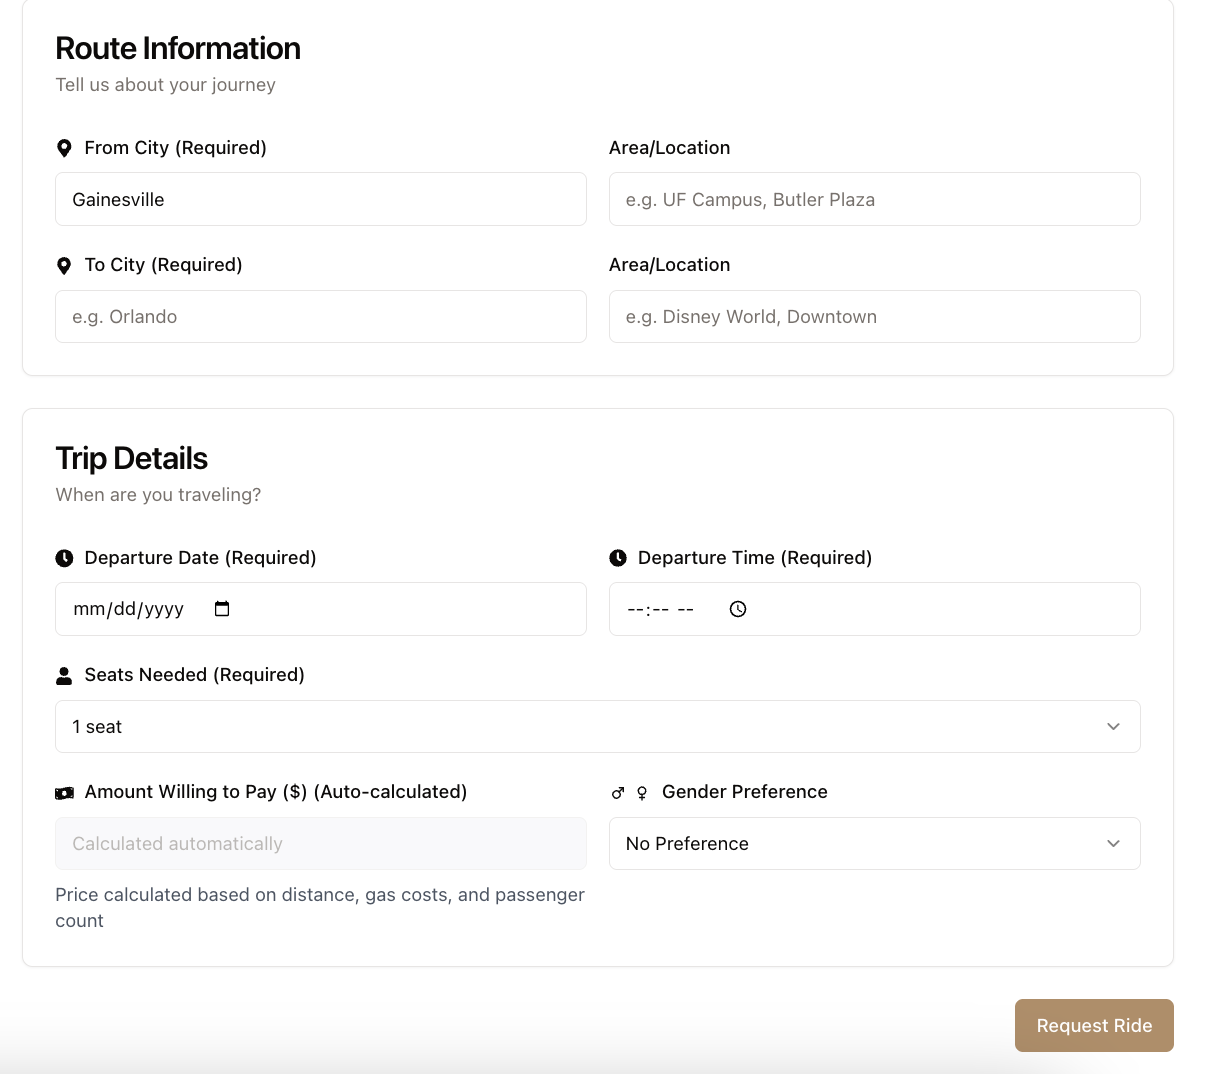 Route Information
Tell us about your journey
From City (Required)
Area/Location
Gainesville
e.g. UF Campus, Butler Plaza
To City (Required)
Area/Location
e.g. Orlando
e.g. Disney World, Downtown
Trip Details
When are you traveling?
Departure Date (Required)
Departure Time (Required)
mm/dd/yyyy
--:-- --
Seats Needed (Required)
1 seat
Amount Willing to Pay ($) (Auto-calculated)
Gender Preference
Calculated automatically
No Preference
Price calculated based on distance, gas costs, and passenger
count
Request Ride